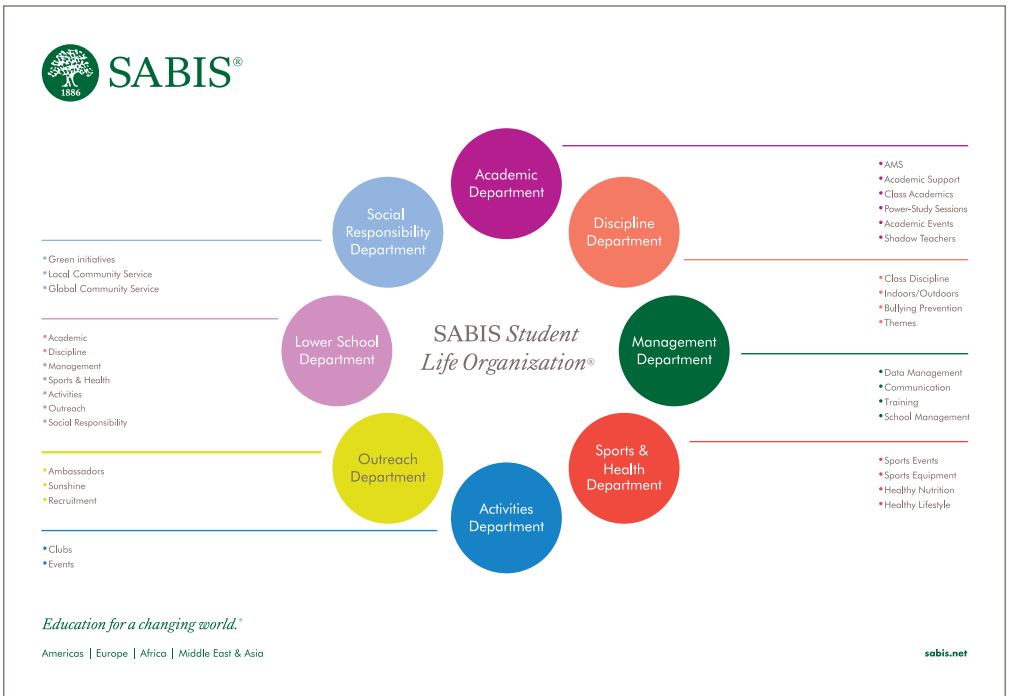 1886
SABIS®
Academic
Department
• AMS
• Academic Support
• Class Academics
• Power-Study Sessions
• Academic Events
• Shadow Teachers
Discipline
Department
• Class Discipline
• Indoors/Outdoors
• Bullying Prevention
• Themes
Management
Department
• Data Management
• Communication
• Training
• School Management
Sports &
Health
Department
• Sports Events
• Sports Equipment
• Healthy Nutrition
• Healthy Lifestyle
Activities
Department
• Clubs
• Events
Outreach
Department
• Ambassadors
• Sunshine
• Recruitment
Lower School
Department
• Academic
• Discipline
• Management
• Sports & Health
• Activities
• Outreach
• Social Responsibility
Social
Responsibility
Department
• Green initiatives
• Local Community Service
• Global Community Service
SABIS Student
Life Organization®
Education for a changing world.®
Americas | Europe | Africa | Middle East & Asia
sabis.net